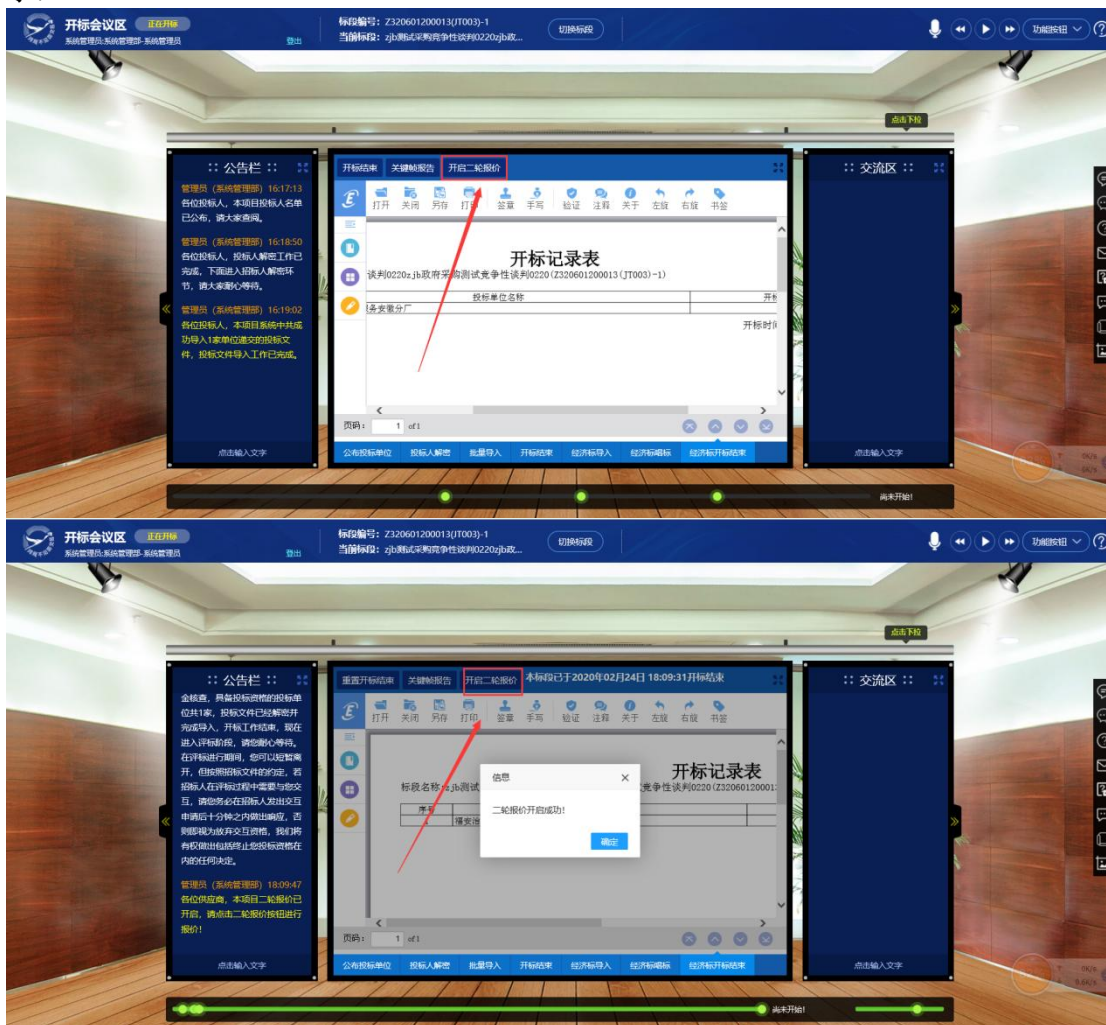 开标会议区 正在开标
系统管理员:系统管理部-系统管理员
登出
标段编号：Z320601200013(JT003)-1
当前标段：zjb测试采购竞争性谈判0220zjb政...
切换标段
功能按钮
点击下拉
:: 公告栏 ::
管理员（系统管理部）16:17:13
各位投标人，本项目投标人名单
已公布，请大家查阅。
管理员（系统管理部）16:18:50
各位投标人，投标人解密工作已
完成，下面进入招标人解密环
节，请大家耐心等待。
管理员（系统管理部）16:19:02
各位投标人，本项目系统中共成
功导入1家单位递交的投标文
件，投标文件导入工作已完成。
点击输入文字
开标结束 关键帧报告 开启二轮报价
打开 关闭 另存 打印 签章 手写 验证 注释 关于 左旋 右旋 书签
开标记录表
谈判0220zjb政府采购测试竞争性谈判0220(Z320601200013(JT003)-1)
投标单位名称
服务安徽分厂
开标时间
页码： 1 of1
公布投标单位 投标人解密 批量导入 开标结束 经济标导入 经济标唱标 经济标开标结束
:: 交流区 ::
点击输入文字
尚未开始!
开标会议区 正在开标
系统管理员:系统管理部-系统管理员
登出
标段编号：Z320601200013(JT003)-1
当前标段：zjb测试采购竞争性谈判0220zjb政...
切换标段
功能按钮
点击下拉
:: 公告栏 ::
金核查，具备投标资格的投标单
位共1家，投标文件已经解密并
完成导入，开标工作结束，现在
进入评标阶段，请您耐心等待。
在评标进行期间，您可以短暂离
开，但按照招标文件的约定，若
招标人在评标过程中需要与您交
互，请您务必在招标人发出交互
申请后十分钟之内做出响应，否
则即视为放弃交互资格，我们将
有权做出包括终止您投标资格在
内的任何决定。
管理员（系统管理部）18:09:47
各位供应商，本项目二轮报价已
开启，请点击二轮报价按钮进行
报价!
点击输入文字
重置开标结束 关键帧报告 开启二轮报价 本标段已于2020年02月24日 18:09:31开标结束
打开 关闭 另存 打印 签章 手写 验证 注释 关于 左旋 右旋 书签
开标记录表
标段名称:zjb测试
竞争性谈判0220(Z32060120001
序号
1
信息
二轮报价开启成功!
确定
页码： 1 of1
公布投标单位 投标人解密 批量导入 开标结束 经济标导入 经济标唱标 经济标开标结束
:: 交流区 ::
点击输入文字
尚未开始!